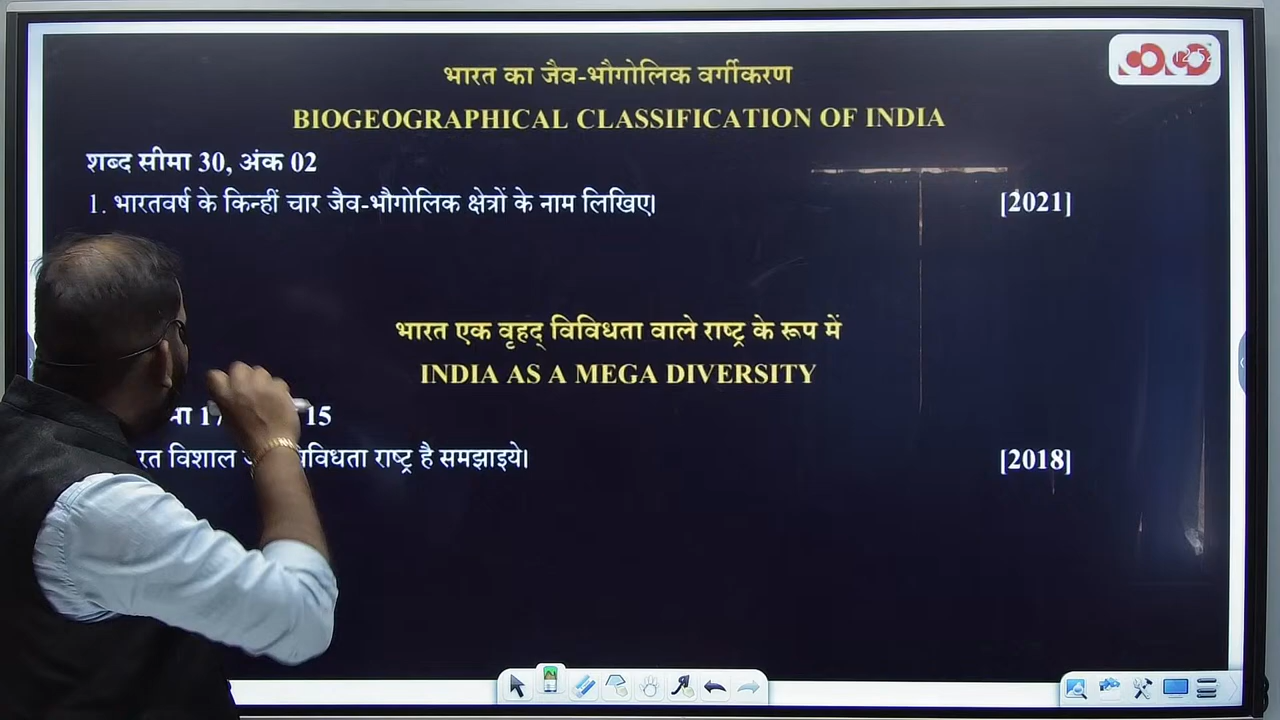 भारत का जैव-भौगोलिक वर्गीकरण
BIOGEOGRAPHICAL CLASSIFICATION OF INDIA
शब्द सीमा 30, अंक 02
1. भारतवर्ष के किन्हीं चार जैव-भौगोलिक क्षेत्रों के नाम लिखिए। [2021]
भारत एक वृहद् विविधता वाले राष्ट्र के रूप में
INDIA AS A MEGA DIVERSITY
15
विशाल राष्ट्र है समझाइये। [2018]